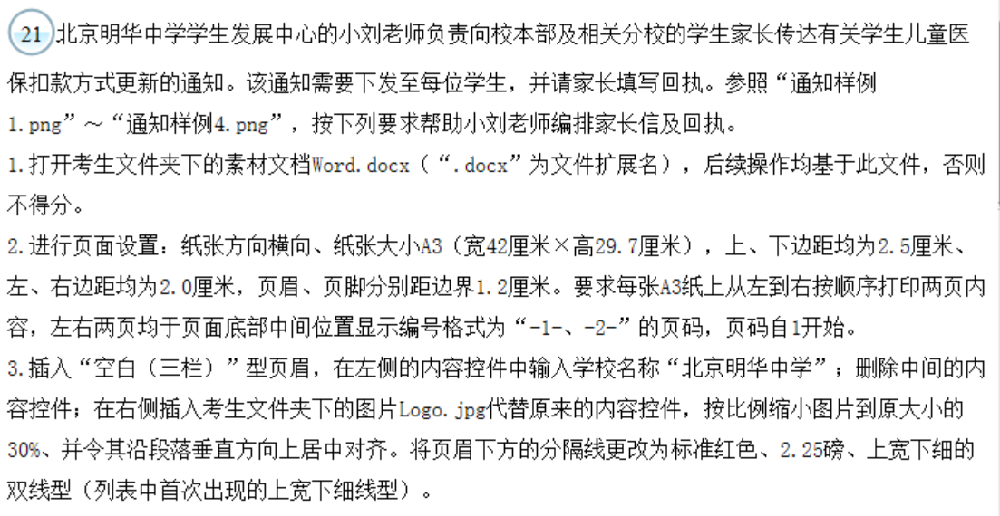 21 北京明华中学学生发展中心的小刘老师负责向校本部及相关分校的学生家长传达有关学生儿童医
保扣款方式更新的通知。该通知需要下发至每位学生，并请家长填写回执。参照“通知样例
1.png”～“通知样例4.png”，按下列要求帮助小刘老师编排家长信及回执。
1.打开考生文件夹下的素材文档Word.docx（“.docx”为文件扩展名），后续操作均基于此文件，否则
不得分。
2.进行页面设置：纸张方向横向、纸张大小A3（宽42厘米×高29.7厘米），上、下边距均为2.5厘米、
左、右边距均为2.0厘米，页眉、页脚分别距边界1.2厘米。要求每张A3纸上从左到右按顺序打印两页内
容，左右两页均于页面底部中间位置显示编号格式为“-1-、-2-”的页码，页码自1开始。
3.插入“空白（三栏）”型页眉，在左侧的内容控件中输入学校名称“北京明华中学”；删除中间的内
容控件；在右侧插入考生文件夹下的图片Logo.jpg代替原来的内容控件，按比例缩小图片到原大小的
30%、并令其沿段落垂直方向上居中对齐。将页眉下方的分隔线更改为标准红色、2.25磅、上宽下细的
双线型（列表中首次出现的上宽下细线型）。